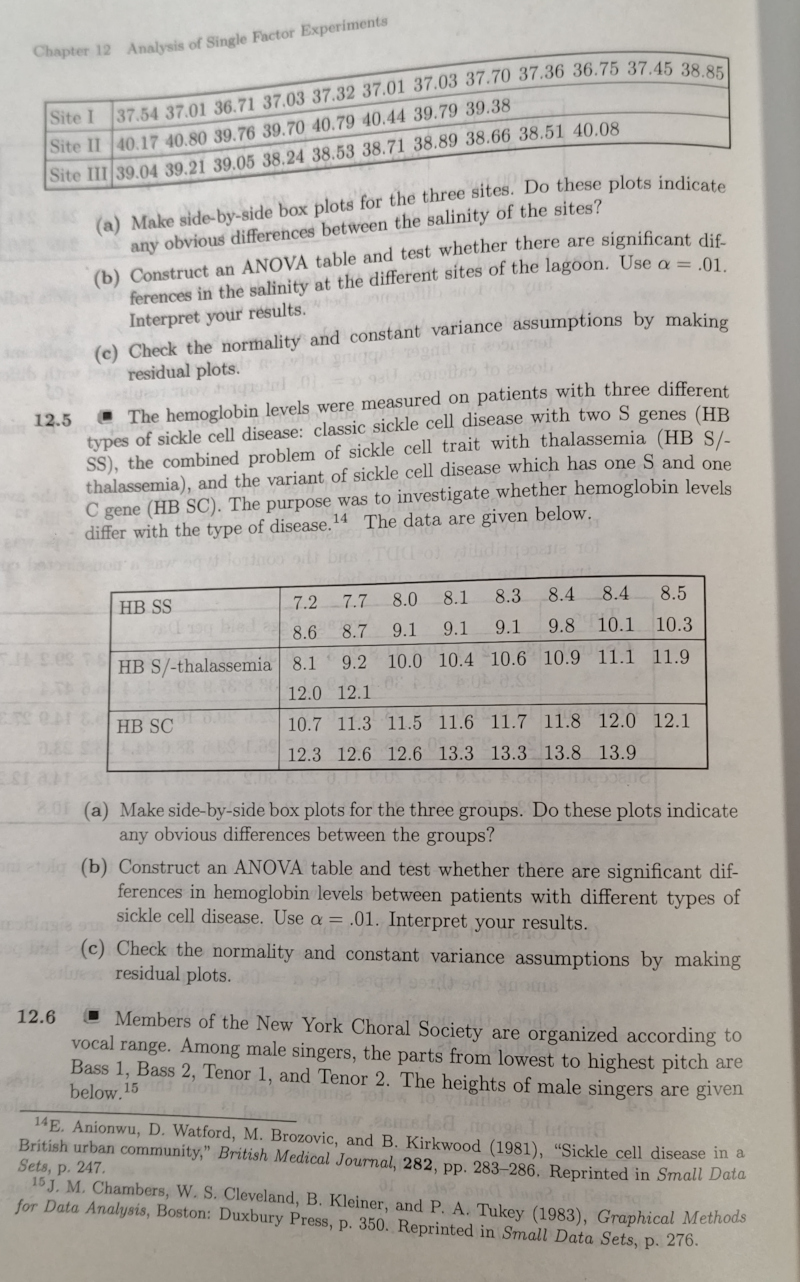 Chapter 12 Analysis of Single Factor Experiments
Site I 37.54 37.01 36.71 37.03 37.32 37.01 37.03 37.70 37.36 36.75 37.45 38.85
Site II 40.17 40.80 39.76 39.70 40.79 40.44 39.79 39.38
Site III 39.04 39.21 39.05 38.24 38.53 38.71 38.89 38.66 38.51 40.08
(a) Make side-by-side box plots for the three sites. Do these plots indicate
any obvious differences between the salinity of the sites?
(b) Construct an ANOVA table and test whether there are significant dif-
ferences in the salinity at the different sites of the lagoon. Use α = .01.
Interpret your results.
(c) Check the normality and constant variance assumptions by making
residual plots.
12.5 The hemoglobin levels were measured on patients with three different
types of sickle cell disease: classic sickle cell disease with two S genes (HB
SS), the combined problem of sickle cell trait with thalassemia (HB S/-
thalassemia), and the variant of sickle cell disease which has one S and one
C gene (HB SC). The purpose was to investigate whether hemoglobin levels
differ with the type of disease.14 The data are given below.
HB SS 7.2 7.7 8.0 8.1 8.3 8.4 8.4 8.5
8.6 8.7 9.1 9.1 9.1 9.8 10.1 10.3
HB S/-thalassemia 8.1 9.2 10.0 10.4 10.6 10.9 11.1 11.9
12.0 12.1
HB SC 10.7 11.3 11.5 11.6 11.7 11.8 12.0 12.1
12.3 12.6 12.6 13.3 13.3 13.8 13.9
(a) Make side-by-side box plots for the three groups. Do these plots indicate
any obvious differences between the groups?
(b) Construct an ANOVA table and test whether there are significant dif-
ferences in hemoglobin levels between patients with different types of
sickle cell disease. Use α = .01. Interpret your results.
(c) Check the normality and constant variance assumptions by making
residual plots.
12.6 Members of the New York Choral Society are organized according to
vocal range. Among male singers, the parts from lowest to highest pitch are
Bass 1, Bass 2, Tenor 1, and Tenor 2. The heights of male singers are given
below.15
14E. Anionwu, D. Watford, M. Brozovic, and B. Kirkwood (1981), “Sickle cell disease in a
British urban community,” British Medical Journal, 282, pp. 283–286. Reprinted in Small Data
Sets, p. 247.
15J. M. Chambers, W. S. Cleveland, B. Kleiner, and P. A. Tukey (1983), Graphical Methods
for Data Analysis, Boston: Duxbury Press, p. 350. Reprinted in Small Data Sets, p. 276.